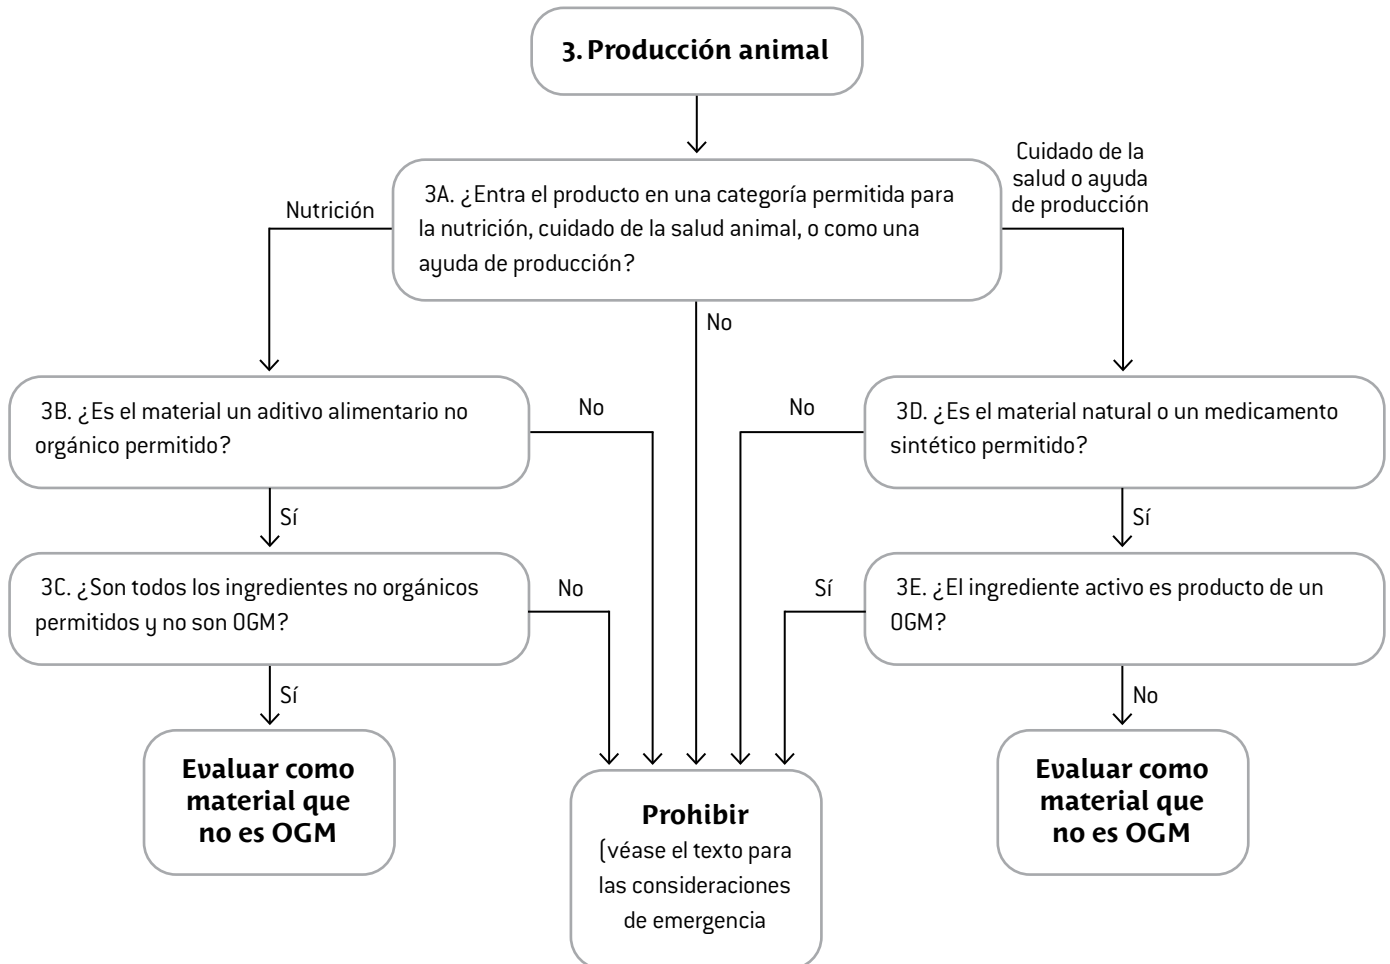 3. Producción animal
Cuidado de la
salud o ayuda
de producción
3A. ¿Entra el producto en una categoría permitida para
la nutrición, cuidado de la salud animal, o como una
ayuda de producción?
Nutrición
No
3B. ¿Es el material un aditivo alimentario no
orgánico permitido?
No
No
3D. ¿Es el material natural o un medicamento
sintético permitido?
Sí
Sí
3C. ¿Son todos los ingredientes no orgánicos
permitidos y no son OGM?
No
Sí
3E. ¿El ingrediente activo es producto de un
OGM?
Sí
No
Evaluar como
material que
no es OGM
Prohibir
(véase el texto para
las consideraciones
de emergencia
Evaluar como
material que
no es OGM